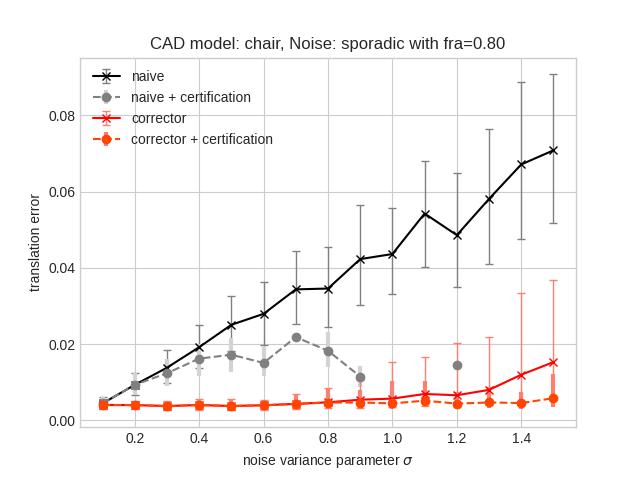 CAD model: chair, Noise: sporadic with fra=0.80
naive
naive + certification
corrector
corrector + certification
translation error
0.08
0.06
0.04
0.02
0.00
0.2 0.4 0.6 0.8 1.0 1.2 1.4
noise variance parameter σ